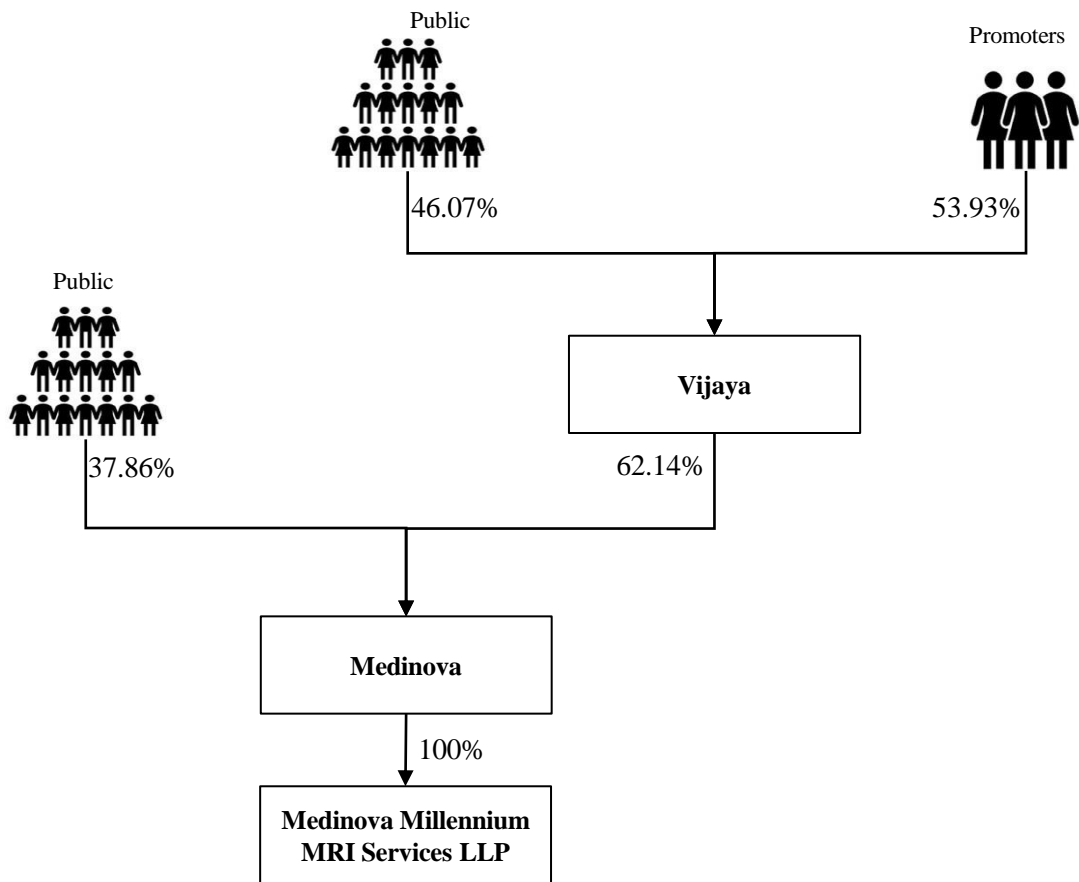 Public
Promoters
46.07%
53.93%
Public
Vijaya
37.86%
62.14%
Medinova
100%
Medinova Millennium
MRI Services LLP